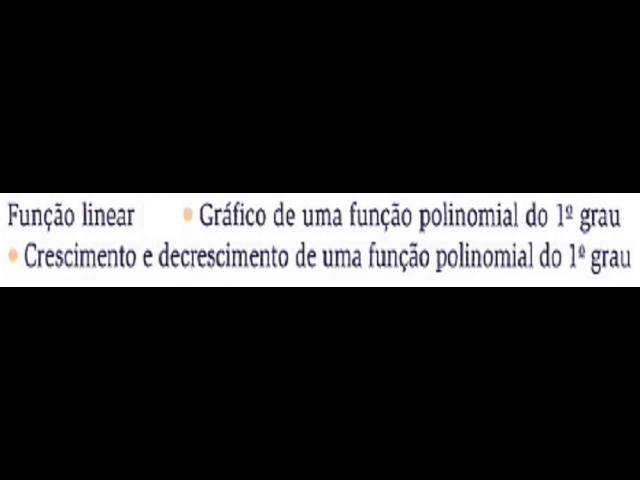 Função linear • Gráfico de uma função polinomial do 1º grau
• Crescimento e decrescimento de uma função polinomial do 1º grau